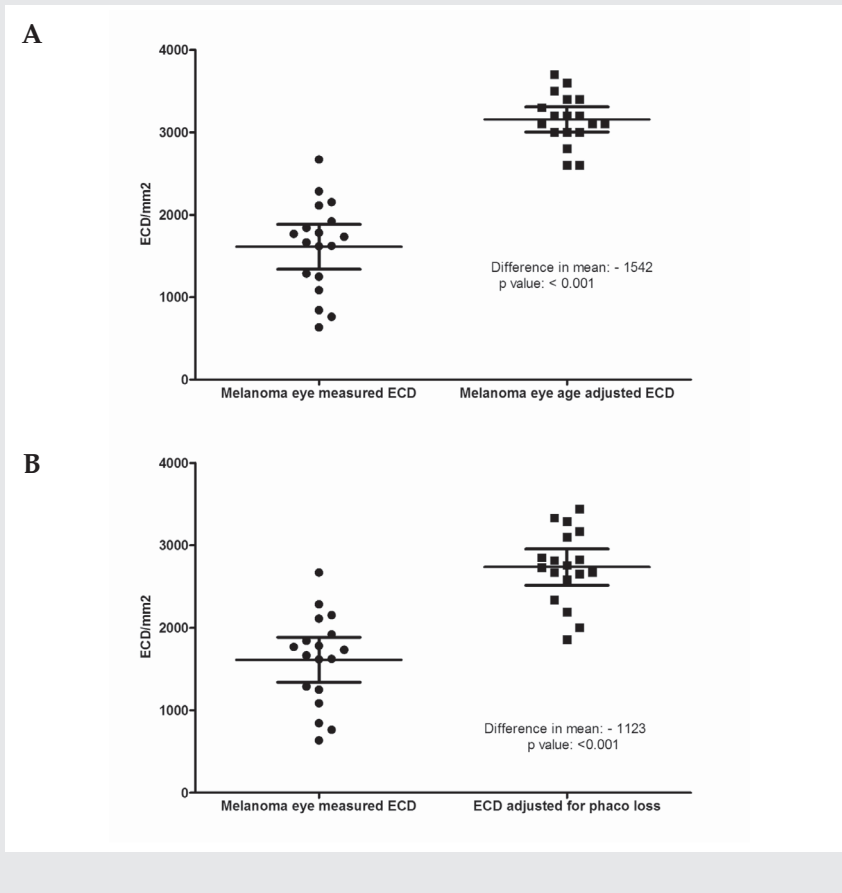 A
4000
3000
2000
1000
0
ECD/mm2
Difference in mean: - 1542
p value: < 0.001
Melanoma eye measured ECD
Melanoma eye age adjusted ECD
B
4000
3000
2000
1000
0
ECD/mm2
Difference in mean: - 1123
p value: <0.001
Melanoma eye measured ECD
ECD adjusted for phaco loss